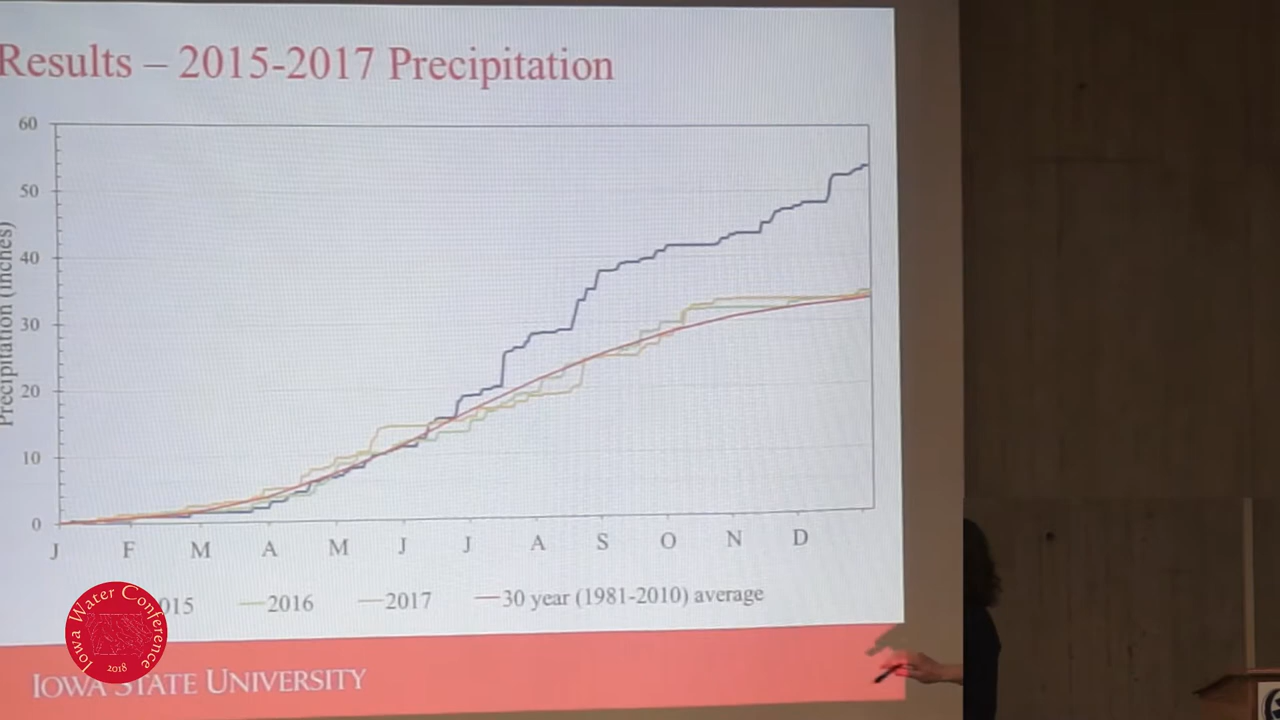 Results – 2015-2017 Precipitation
60
50
40
30
20
10
0
Precipitation (inches)
J F M A M J J A S O N D
015 2016 2017 30 year (1981-2010) average
Iowa Water Conference
2018
IOWA STATE UNIVERSITY